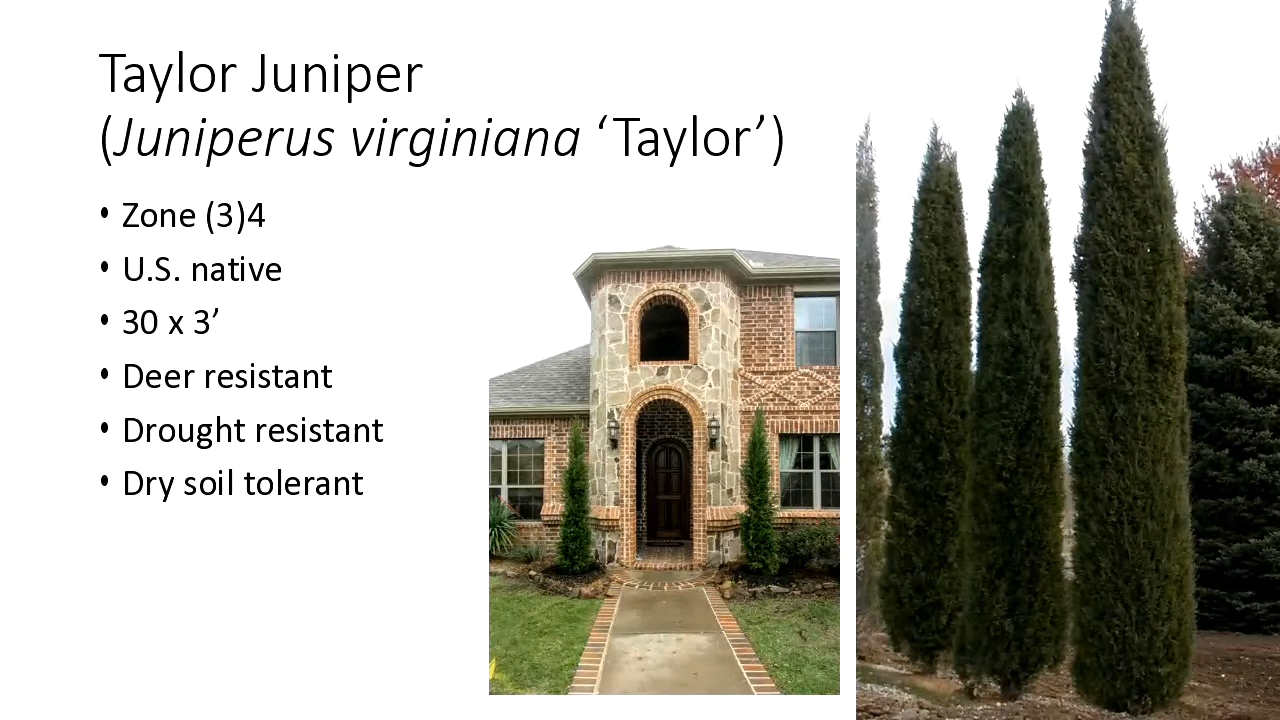 Taylor Juniper
(Juniperus virginiana ‘Taylor’)
• Zone (3)4
• U.S. native
• 30 x 3’
• Deer resistant
• Drought resistant
• Dry soil tolerant